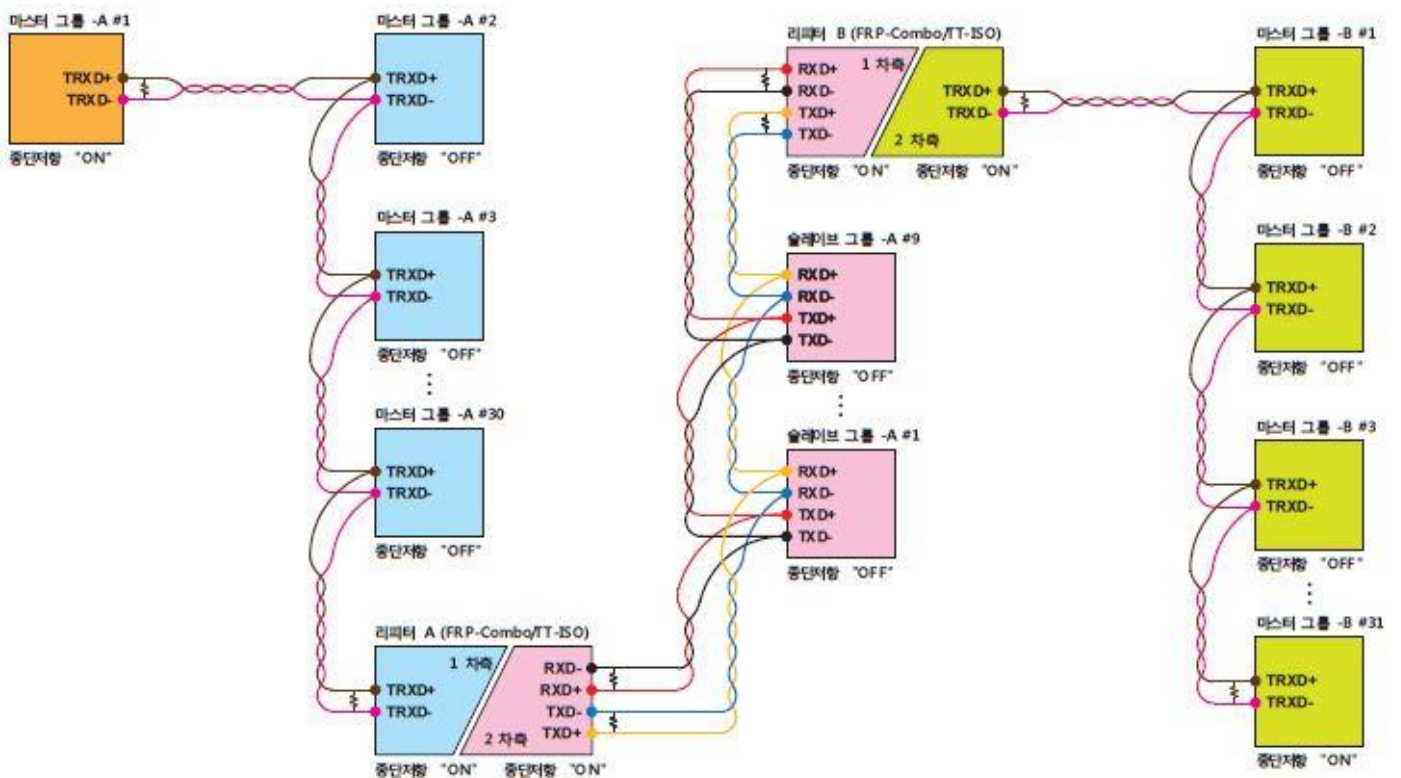 마스터 그룹 -A #1
TRXD+
TRXD-
종단저항 "ON"
마스터 그룹 -A #2
TRXD+
TRXD-
종단저항 "OFF"
마스터 그룹 -A #3
TRXD+
TRXD-
종단저항 "OFF"
마스터 그룹 -A #30
TRXD+
TRXD-
종단저항 "OFF"
리피터 A (FRP-Combo/TT-ISO)
1 차측
TRXD+
TRXD-
2 차측
RXD-
RXD+
TXD-
TXD+
종단저항 "ON" 종단저항 "ON"
리피터 B (FRP-Combo/TT-ISO)
1 차측
RXD+
RXD-
TXD+
TXD-
TRXD+
TRXD-
2 차측
종단저항 "ON" 종단저항 "ON"
슬레이브 그룹 -A #9
RXD+
RXD-
TXD+
TXD-
종단저항 "OFF"
슬레이브 그룹 -A #1
RXD+
RXD-
TXD+
TXD-
종단저항 "OFF"
마스터 그룹 -B #1
TRXD+
TRXD-
종단저항 "OFF"
마스터 그룹 -B #2
TRXD+
TRXD-
종단저항 "OFF"
마스터 그룹 -B #3
TRXD+
TRXD-
종단저항 "OFF"
마스터 그룹 -B #31
TRXD+
TRXD-
종단저항 "ON"